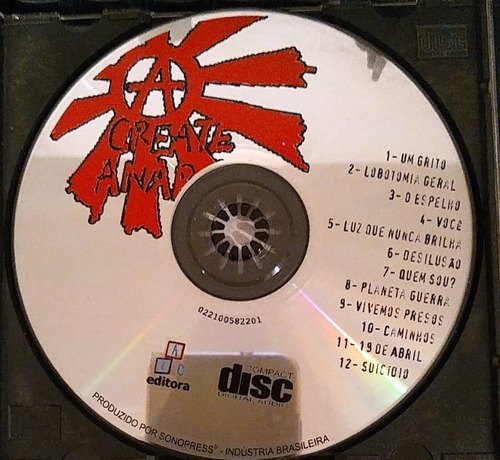 A
CREATE
ANAR
1- UM GRITO
2- LOBOTOMIA GERAL
3- O ESPELHO
4- VOCÊ
5- LUZ QUE NUNCA BRILHA
6- DESILUSÃO
7- QUEM SOU?
8- PLANETA GUERRA
9- VIVEMOS PRESOS
10- CAMINHOS
11- 19 DE ABRIL
12- SUICÍDIO
022100582201
A
B C
editora
COMPACT
disc
DIGITAL AUDIO
PRODUZIDO POR SONOPRESS® - INDÚSTRIA BRASILEIRA